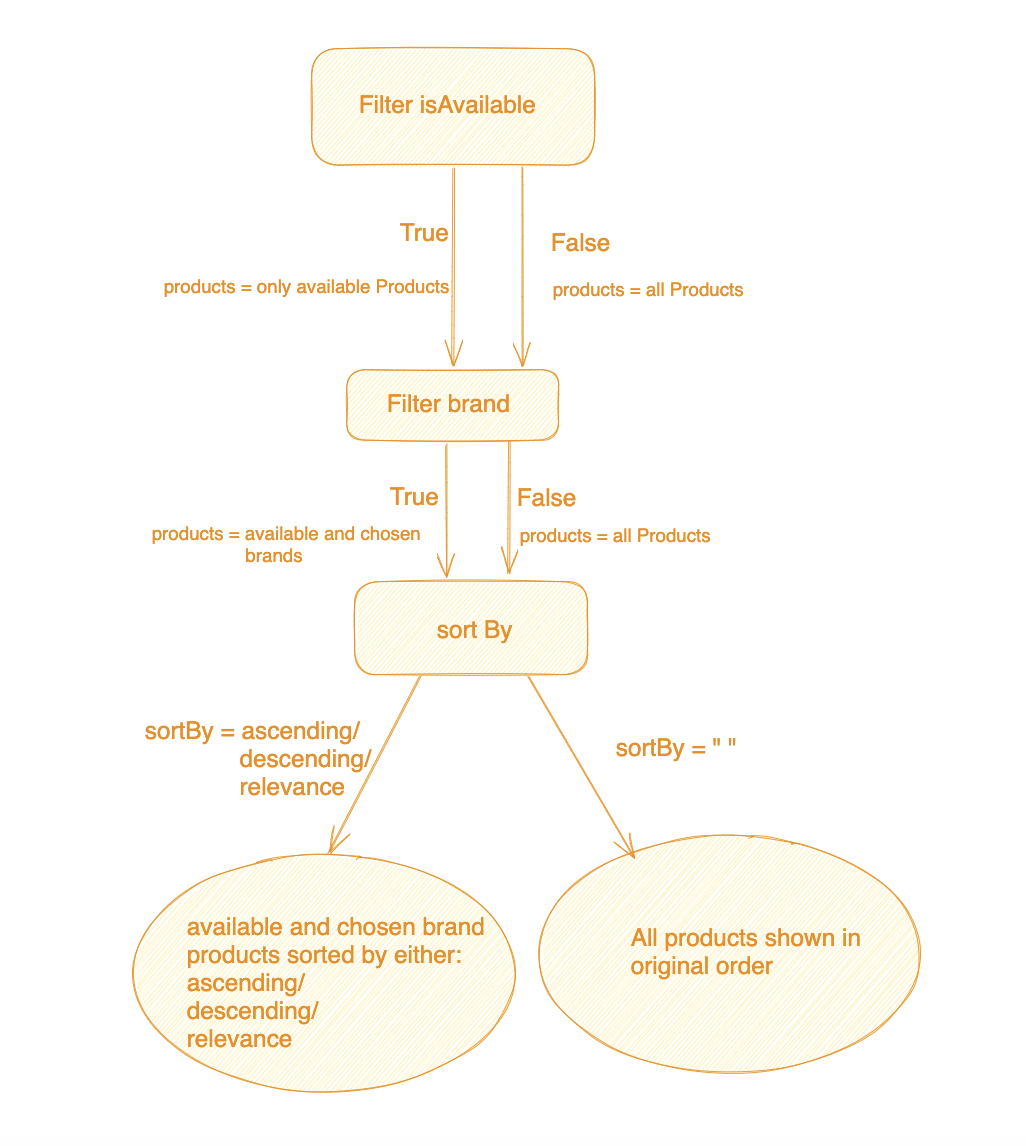 Filter isAvailable
True
False
products = only available Products
products = all Products
Filter brand
True
False
products = available and chosen
brands
products = all Products
sort By
sortBy = ascending/
descending/
relevance
sortBy = " "
available and chosen brand
products sorted by either:
ascending/
descending/
relevance
All products shown in
original order